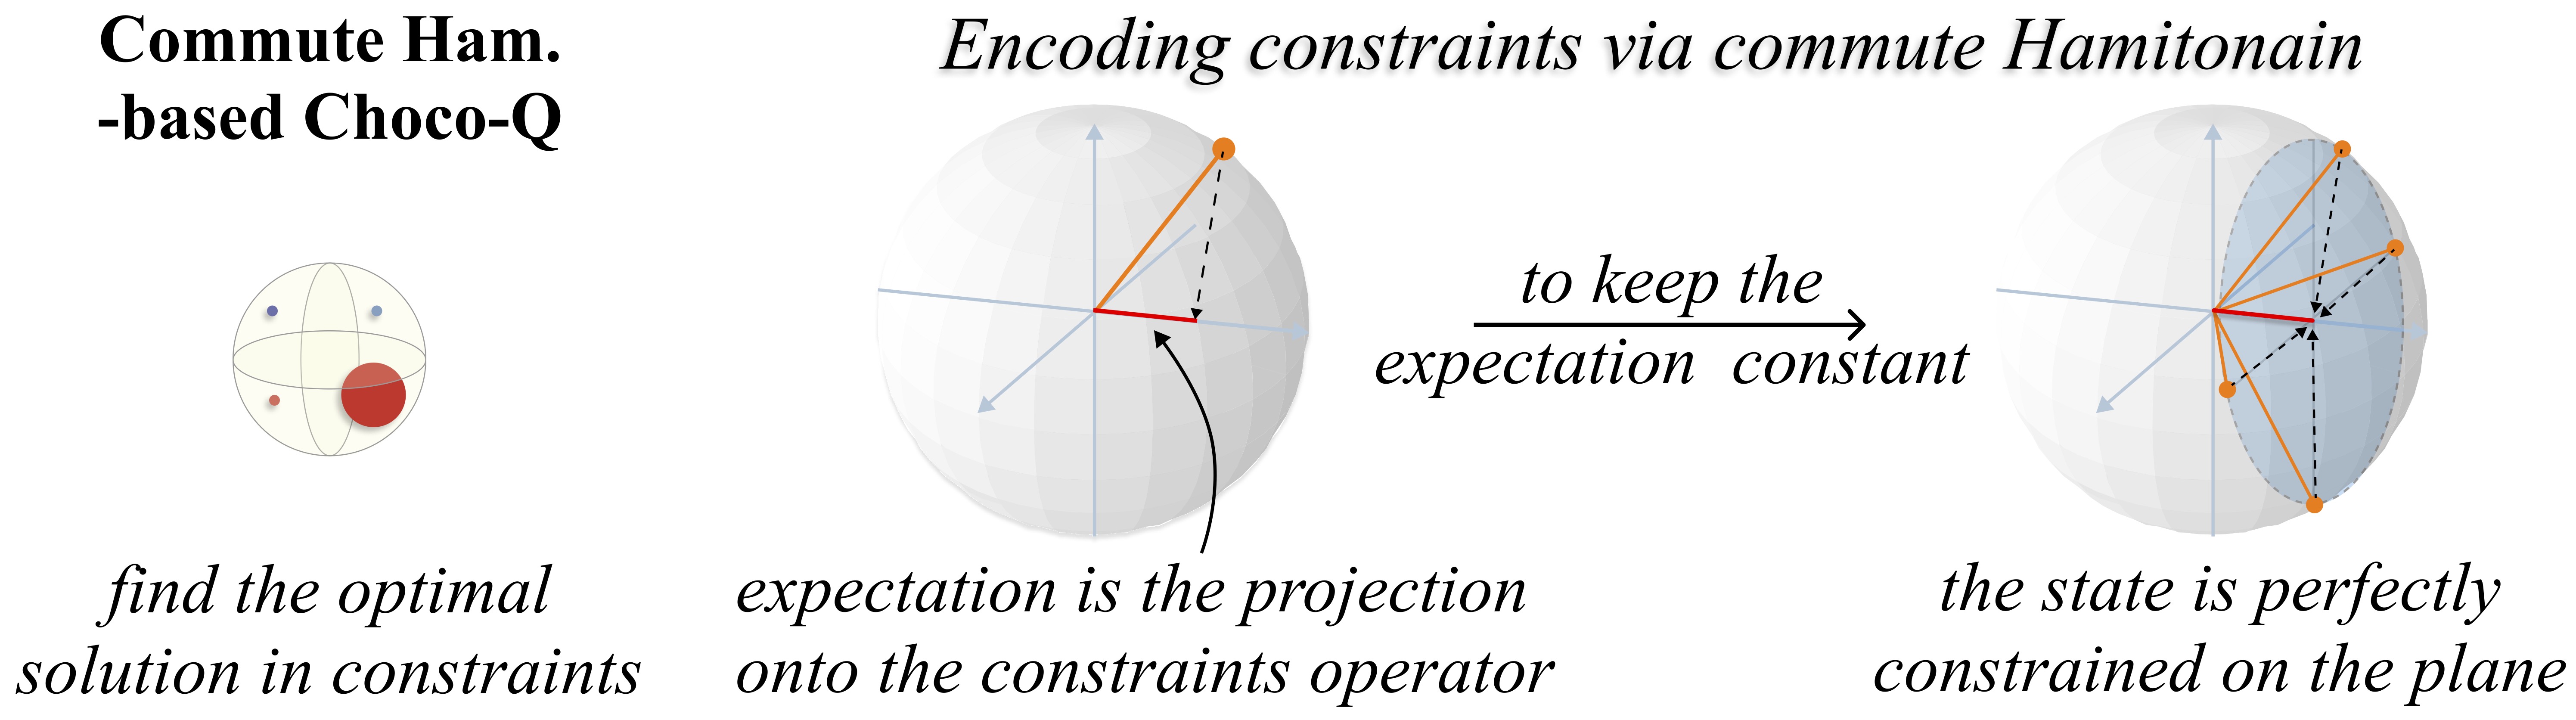 Commute Ham.
-based Choco-Q
find the optimal
solution in constraints
Encoding constraints via commute Hamitonain
expectation is the projection
onto the constraints operator
to keep the
expectation constant
the state is perfectly
constrained on the plane